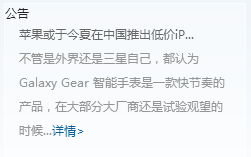 公告
苹果或于今夏在中国推出低价iP...
不管是外界还是三星自己，都认为
Galaxy Gear 智能手表是一款快节奏的
产品，在大部分大厂商还是试验观望的
时候...详情>